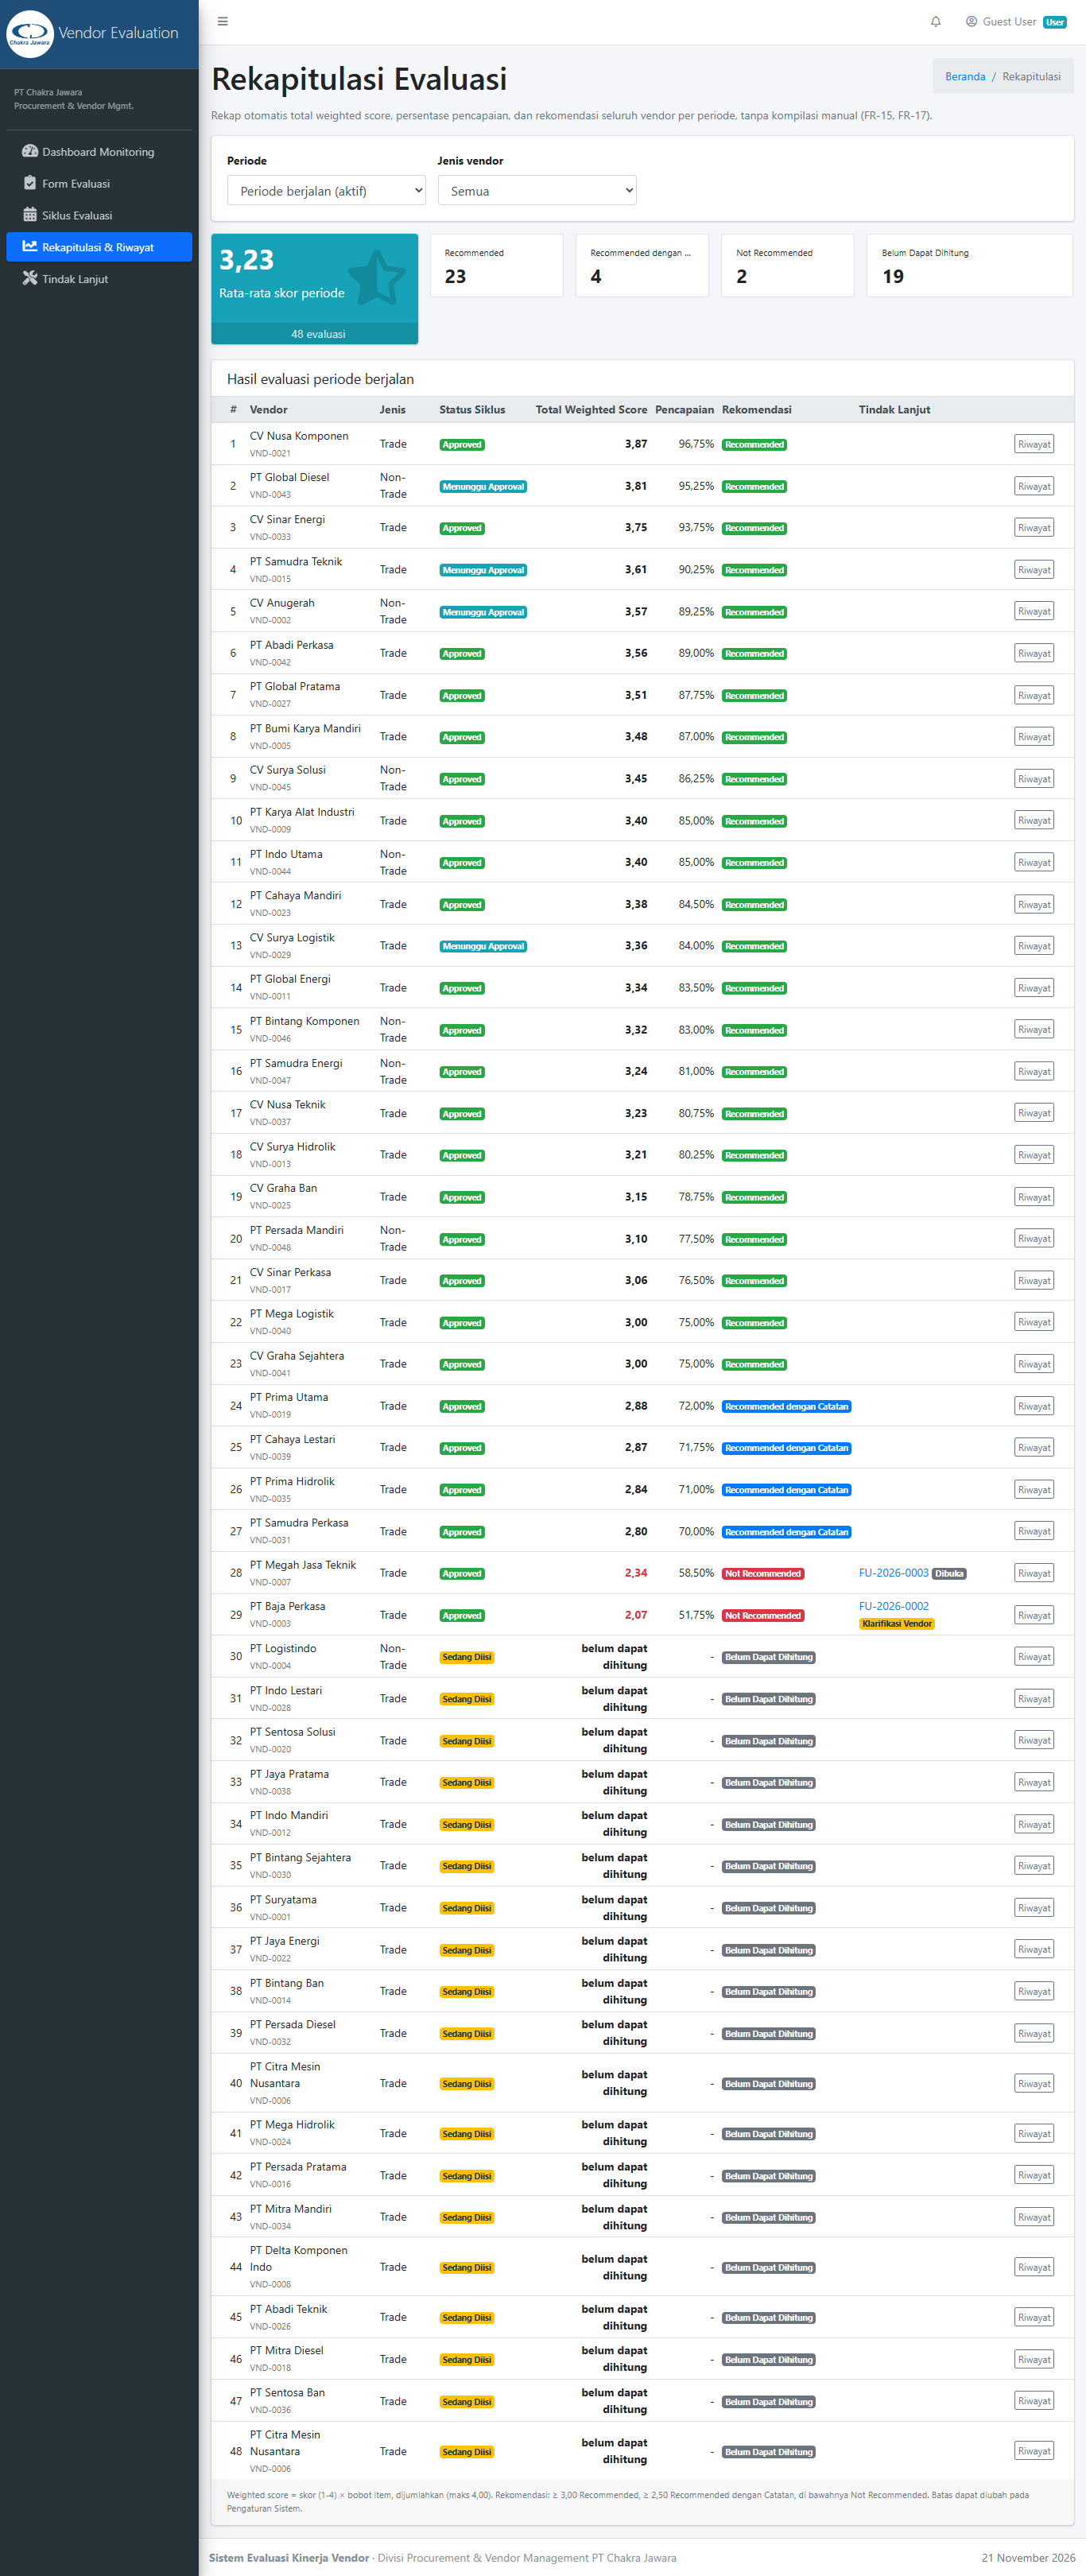 Chakra Jawara
Vendor Evaluation
PT Chakra Jawara
Procurement & Vendor Mgmt.
Dashboard Monitoring
Form Evaluasi
Siklus Evaluasi
Rekapitulasi & Riwayat
Tindak Lanjut
Guest User User
Rekapitulasi Evaluasi
Beranda / Rekapitulasi
Rekap otomatis total weighted score, persentase pencapaian, dan rekomendasi seluruh vendor per periode, tanpa kompilasi manual (FR-15, FR-17).
Periode
Jenis vendor
Periode berjalan (aktif)
Semua
3,23
Rata-rata skor periode
48 evaluasi
Recommended
23
Recommended dengan ...
4
Not Recommended
2
Belum Dapat Dihitung
19
Hasil evaluasi periode berjalan
# Vendor Jenis Status Siklus Total Weighted Score Pencapaian Rekomendasi Tindak Lanjut
1 CV Nusa Komponen VND-0021 Trade Approved 3,87 96,75% Recommended Riwayat
2 PT Global Diesel VND-0043 Non-Trade Menunggu Approval 3,81 95,25% Recommended Riwayat
3 CV Sinar Energi VND-0033 Trade Approved 3,75 93,75% Recommended Riwayat
4 PT Samudra Teknik VND-0015 Trade Menunggu Approval 3,61 90,25% Recommended Riwayat
5 CV Anugerah VND-0002 Non-Trade Menunggu Approval 3,57 89,25% Recommended Riwayat
6 PT Abadi Perkasa VND-0042 Trade Approved 3,56 89,00% Recommended Riwayat
7 PT Global Pratama VND-0027 Trade Approved 3,51 87,75% Recommended Riwayat
8 PT Bumi Karya Mandiri VND-0005 Trade Approved 3,48 87,00% Recommended Riwayat
9 CV Surya Solusi VND-0045 Non-Trade Approved 3,45 86,25% Recommended Riwayat
10 PT Karya Alat Industri VND-0009 Trade Approved 3,40 85,00% Recommended Riwayat
11 PT Indo Utama VND-0044 Non-Trade Approved 3,40 85,00% Recommended Riwayat
12 PT Cahaya Mandiri VND-0023 Trade Approved 3,38 84,50% Recommended Riwayat
13 CV Surya Logistik VND-0029 Trade Menunggu Approval 3,36 84,00% Recommended Riwayat
14 PT Global Energi VND-0011 Trade Approved 3,34 83,50% Recommended Riwayat
15 PT Bintang Komponen VND-0046 Non-Trade Approved 3,32 83,00% Recommended Riwayat
16 PT Samudra Energi VND-0047 Non-Trade Approved 3,24 81,00% Recommended Riwayat
17 CV Nusa Teknik VND-0037 Trade Approved 3,23 80,75% Recommended Riwayat
18 CV Surya Hidrolik VND-0013 Trade Approved 3,21 80,25% Recommended Riwayat
19 CV Graha Ban VND-0025 Trade Approved 3,15 78,75% Recommended Riwayat
20 PT Persada Mandiri VND-0048 Non-Trade Approved 3,10 77,50% Recommended Riwayat
21 CV Sinar Perkasa VND-0017 Trade Approved 3,06 76,50% Recommended Riwayat
22 PT Mega Logistik VND-0040 Trade Approved 3,00 75,00% Recommended Riwayat
23 CV Graha Sejahtera VND-0041 Trade Approved 3,00 75,00% Recommended Riwayat
24 PT Prima Utama VND-0019 Trade Approved 2,88 72,00% Recommended dengan Catatan Riwayat
25 PT Cahaya Lestari VND-0039 Trade Approved 2,87 71,75% Recommended dengan Catatan Riwayat
26 PT Prima Hidrolik VND-0035 Trade Approved 2,84 71,00% Recommended dengan Catatan Riwayat
27 PT Samudra Perkasa VND-0031 Trade Approved 2,80 70,00% Recommended dengan Catatan Riwayat
28 PT Megah Jasa Teknik VND-0007 Trade Approved 2,34 58,50% Not Recommended FU-2026-0003 Dibuka Riwayat
29 PT Baja Perkasa VND-0003 Trade Approved 2,07 51,75% Not Recommended FU-2026-0002 Klarifikasi Vendor Riwayat
30 PT Logistindo VND-0004 Non-Trade Sedang Diisi belum dapat dihitung - Belum Dapat Dihitung Riwayat
31 PT Indo Lestari VND-0028 Trade Sedang Diisi belum dapat dihitung - Belum Dapat Dihitung Riwayat
32 PT Sentosa Solusi VND-0020 Trade Sedang Diisi belum dapat dihitung - Belum Dapat Dihitung Riwayat
33 PT Jaya Pratama VND-0038 Trade Sedang Diisi belum dapat dihitung - Belum Dapat Dihitung Riwayat
34 PT Indo Mandiri VND-0012 Trade Sedang Diisi belum dapat dihitung - Belum Dapat Dihitung Riwayat
35 PT Bintang Sejahtera VND-0030 Trade Sedang Diisi belum dapat dihitung - Belum Dapat Dihitung Riwayat
36 PT Suryatama VND-0001 Trade Sedang Diisi belum dapat dihitung - Belum Dapat Dihitung Riwayat
37 PT Jaya Energi VND-0022 Trade Sedang Diisi belum dapat dihitung - Belum Dapat Dihitung Riwayat
38 PT Bintang Ban VND-0014 Trade Sedang Diisi belum dapat dihitung - Belum Dapat Dihitung Riwayat
39 PT Persada Diesel VND-0032 Trade Sedang Diisi belum dapat dihitung - Belum Dapat Dihitung Riwayat
40 PT Citra Mesin Nusantara VND-0006 Trade Sedang Diisi belum dapat dihitung - Belum Dapat Dihitung Riwayat
41 PT Mega Hidrolik VND-0024 Trade Sedang Diisi belum dapat dihitung - Belum Dapat Dihitung Riwayat
42 PT Persada Pratama VND-0016 Trade Sedang Diisi belum dapat dihitung - Belum Dapat Dihitung Riwayat
43 PT Mitra Mandiri VND-0034 Trade Sedang Diisi belum dapat dihitung - Belum Dapat Dihitung Riwayat
44 PT Delta Komponen Indo VND-0008 Trade Sedang Diisi belum dapat dihitung - Belum Dapat Dihitung Riwayat
45 PT Abadi Teknik VND-0026 Trade Sedang Diisi belum dapat dihitung - Belum Dapat Dihitung Riwayat
46 PT Mitra Diesel VND-0018 Trade Sedang Diisi belum dapat dihitung - Belum Dapat Dihitung Riwayat
47 PT Sentosa Ban VND-0036 Trade Sedang Diisi belum dapat dihitung - Belum Dapat Dihitung Riwayat
48 PT Citra Mesin Nusantara VND-0006 Trade Sedang Diisi belum dapat dihitung - Belum Dapat Dihitung Riwayat
Weighted score = skor (1-4) × bobot item, dijumlahkan (maks 4,00). Rekomendasi: ≥ 3,00 Recommended, ≥ 2,50 Recommended dengan Catatan, di bawahnya Not Recommended. Batas dapat diubah pada
Pengaturan Sistem.
Sistem Evaluasi Kinerja Vendor · Divisi Procurement & Vendor Management PT Chakra Jawara
21 November 2026